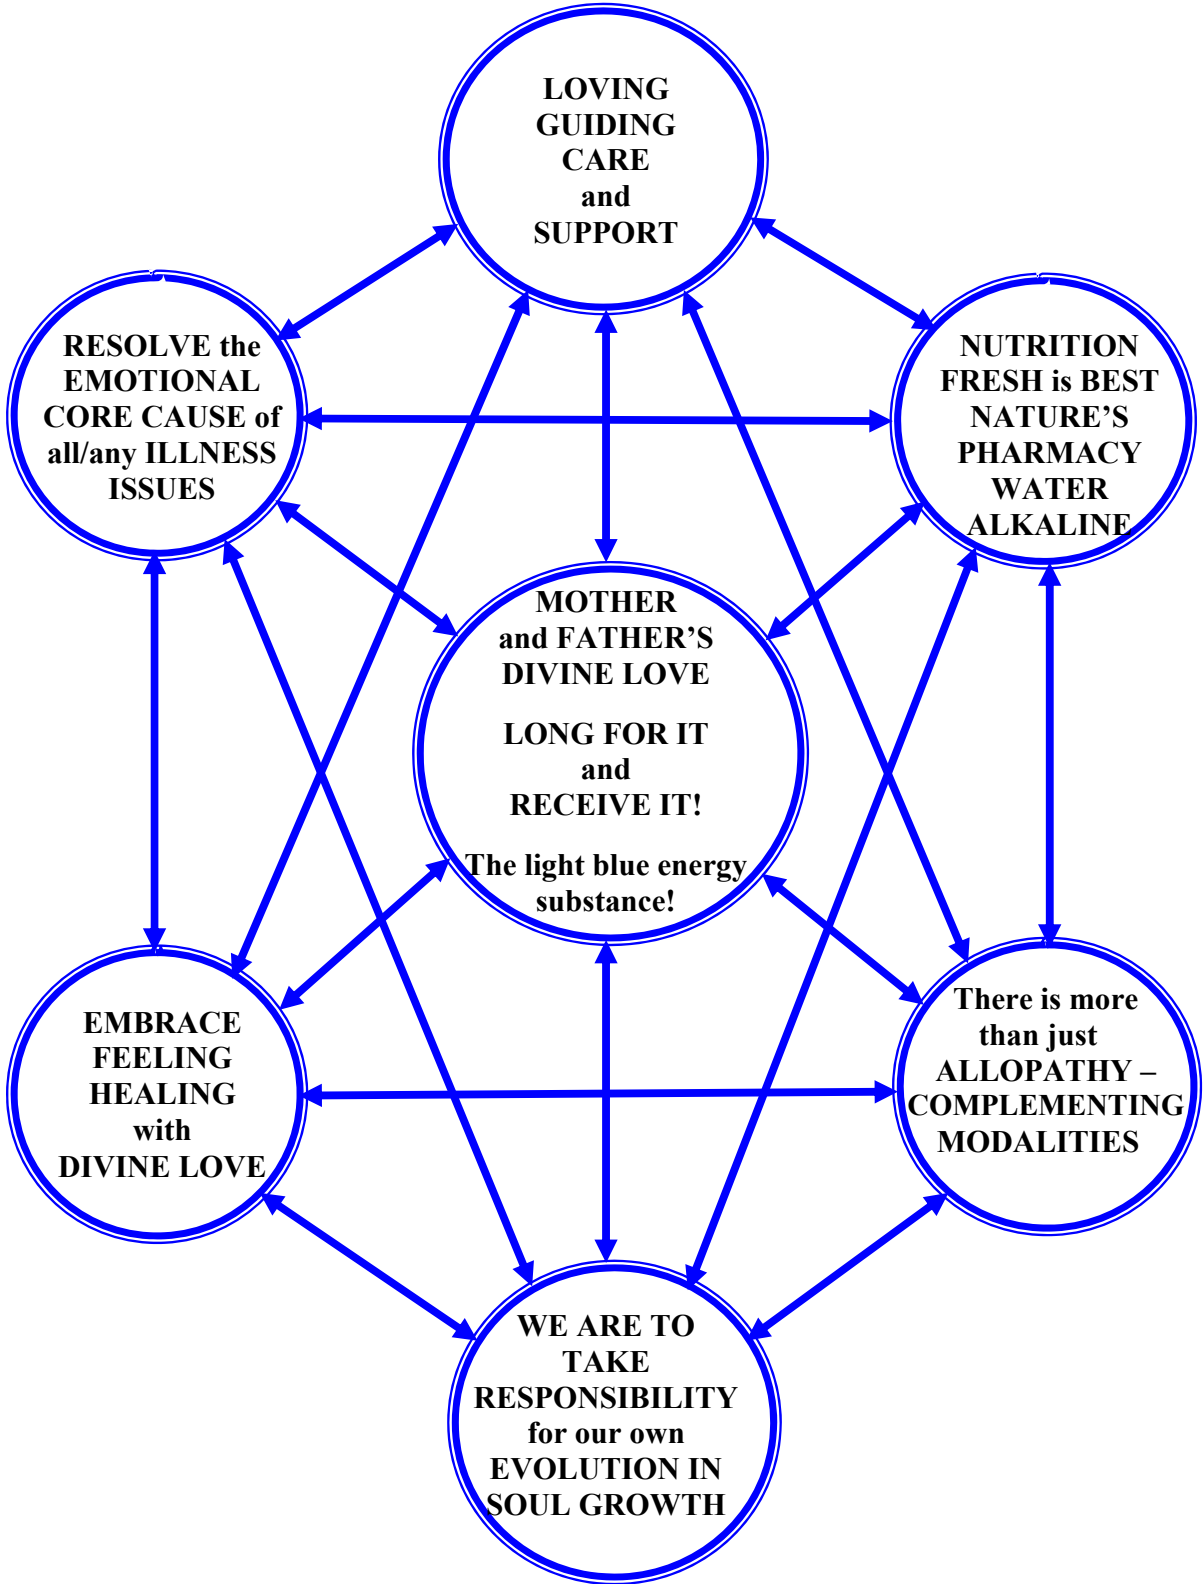 LOVING
GUIDING
CARE
and
SUPPORT
RESOLVE the
EMOTIONAL
CORE CAUSE of
all/any ILLNESS
ISSUES
NUTRITION
FRESH is BEST
NATURE’S
PHARMACY
WATER
ALKALINE
MOTHER
and FATHER’S
DIVINE LOVE
LONG FOR IT
and
RECEIVE IT!
The light blue energy
substance!
EMBRACE
FEELING
HEALING
with
DIVINE LOVE
There is more
than just
ALLOPATHY –
COMPLEMENTING
MODALITIES
WE ARE TO
TAKE
RESPONSIBILITY
for our own
EVOLUTION IN
SOUL GROWTH